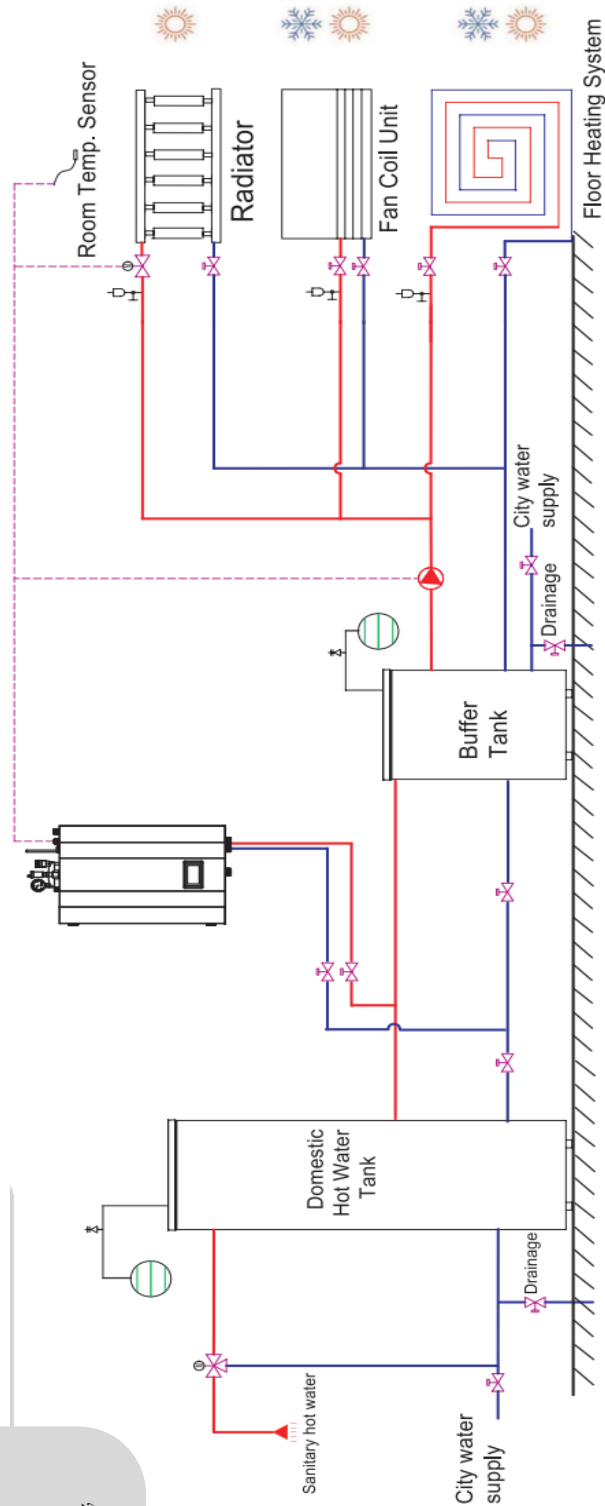 Room Temp. Sensor
Radiator
Fan Coil Unit
Floor Heating System
City water
supply
Drainage
Buffer
Tank
Domestic
Hot Water
Tank
Drainage
Sanitary hot water
City water
supply